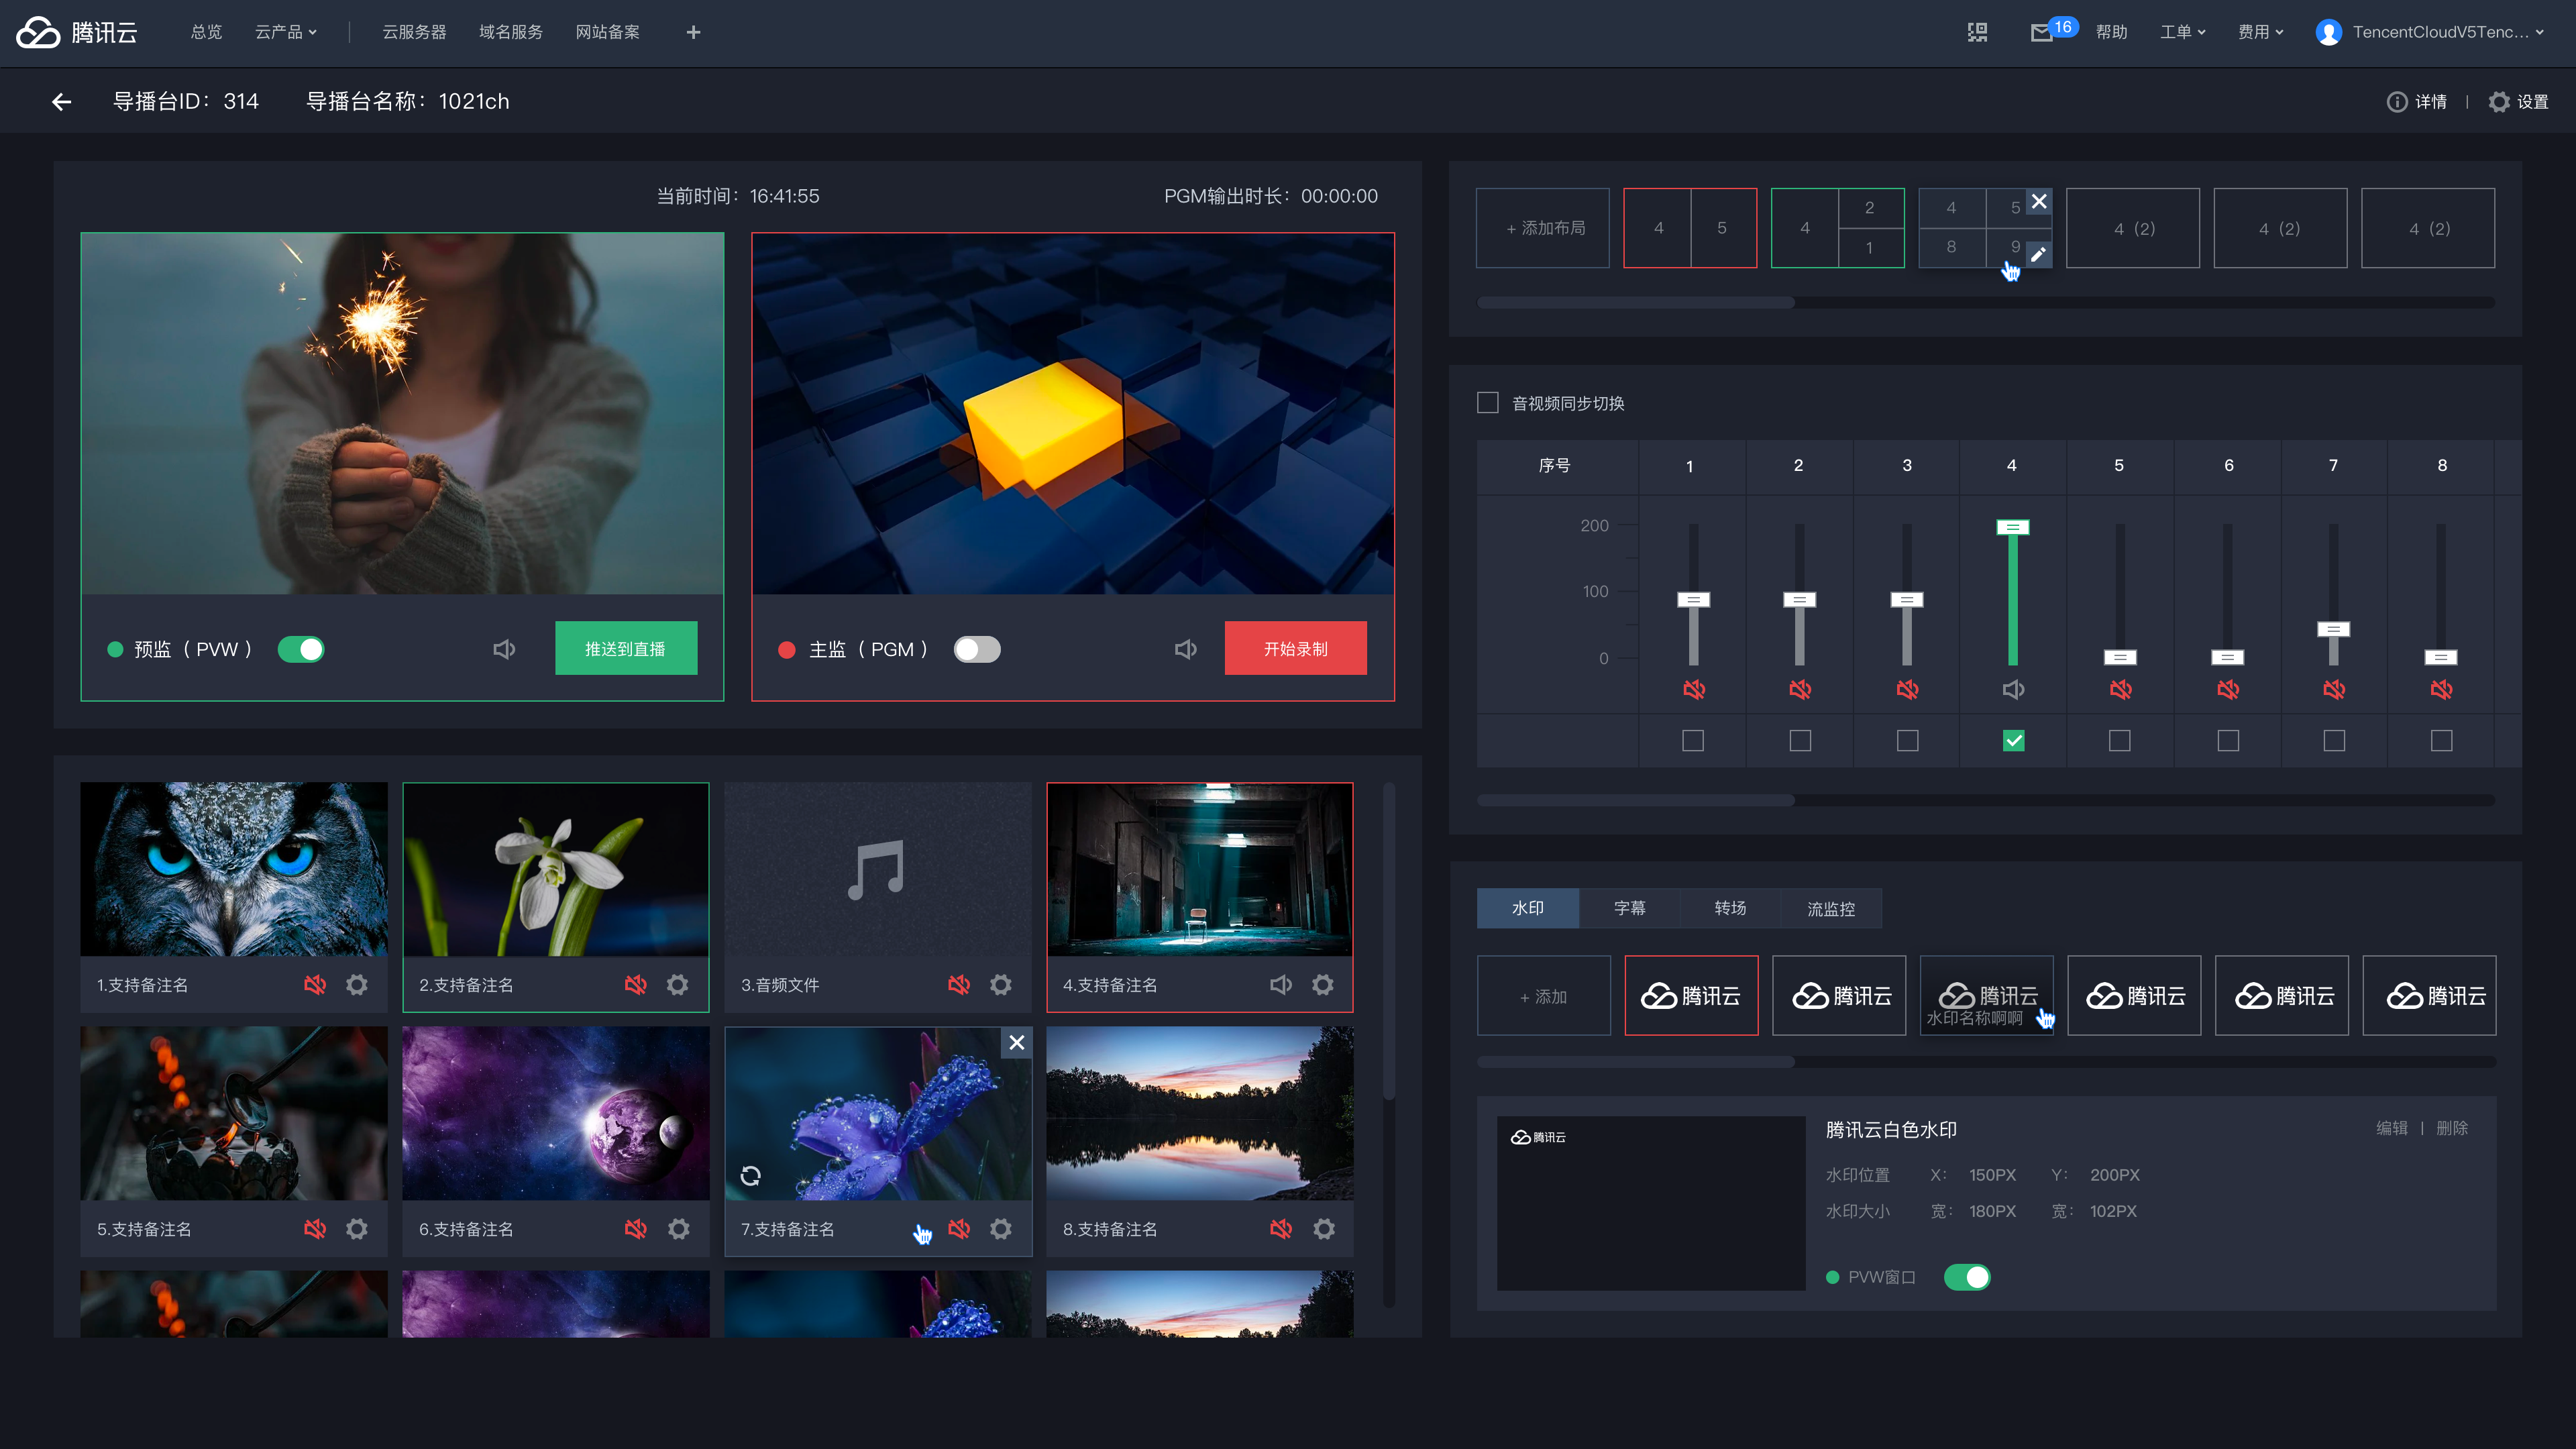 腾讯云 总览 云产品 云服务器 域名服务 网站备案 + 16 帮助 工单 费用 TencentCloudV5Tenc...
导播台ID：314 导播台名称：1021ch 详情 | 设置
当前时间：16:41:55 PGM输出时长：00:00:00
预监（PVW） 推送到直播
主监（PGM） 开始录制
1.支持备注名
2.支持备注名
3.音频文件
4.支持备注名
5.支持备注名
6.支持备注名
7.支持备注名
8.支持备注名
+ 添加布局
4 5
4 2 1
4 5 8 9
4（2）
4（2）
4（2）
音视频同步切换
序号 1 2 3 4 5 6 7 8
200
100
0
水印 字幕 转场 流监控
+ 添加
腾讯云
腾讯云
腾讯云
水印名称啊啊
腾讯云
腾讯云
腾讯云
腾讯云
腾讯云白色水印 编辑 | 删除
水印位置 X： 150PX Y： 200PX
水印大小 宽： 180PX 宽： 102PX
PVW窗口